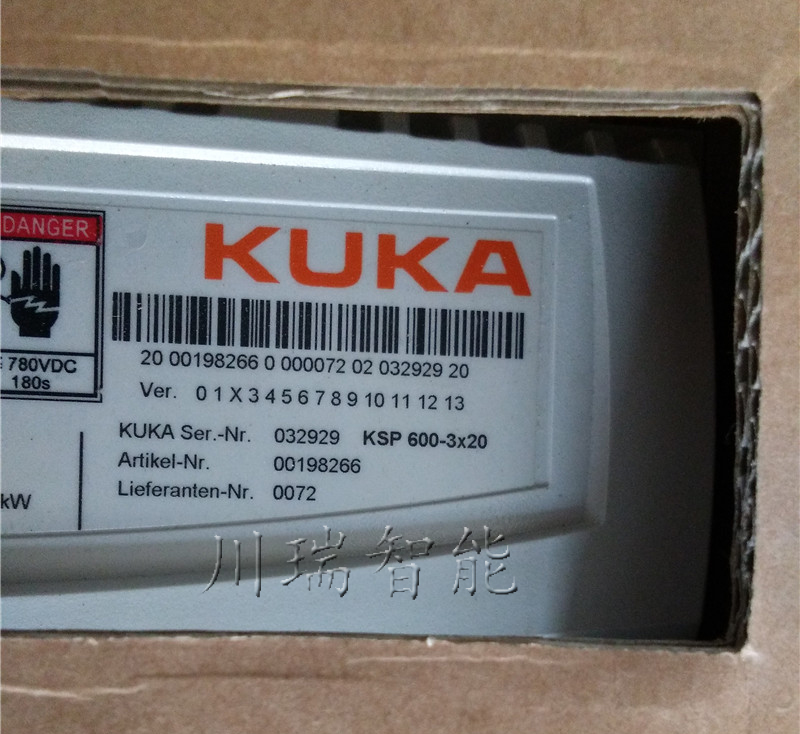 DANGER
780VDC
180s
kW
KUKA
20 00198266 0 000072 02 032929 20
Ver. 0 1 X 3 4 5 6 7 8 9 10 11 12 13
KUKA Ser.-Nr. 032929 KSP 600-3x20
Artikel-Nr. 00198266
Lieferanten-Nr. 0072
川瑞智能